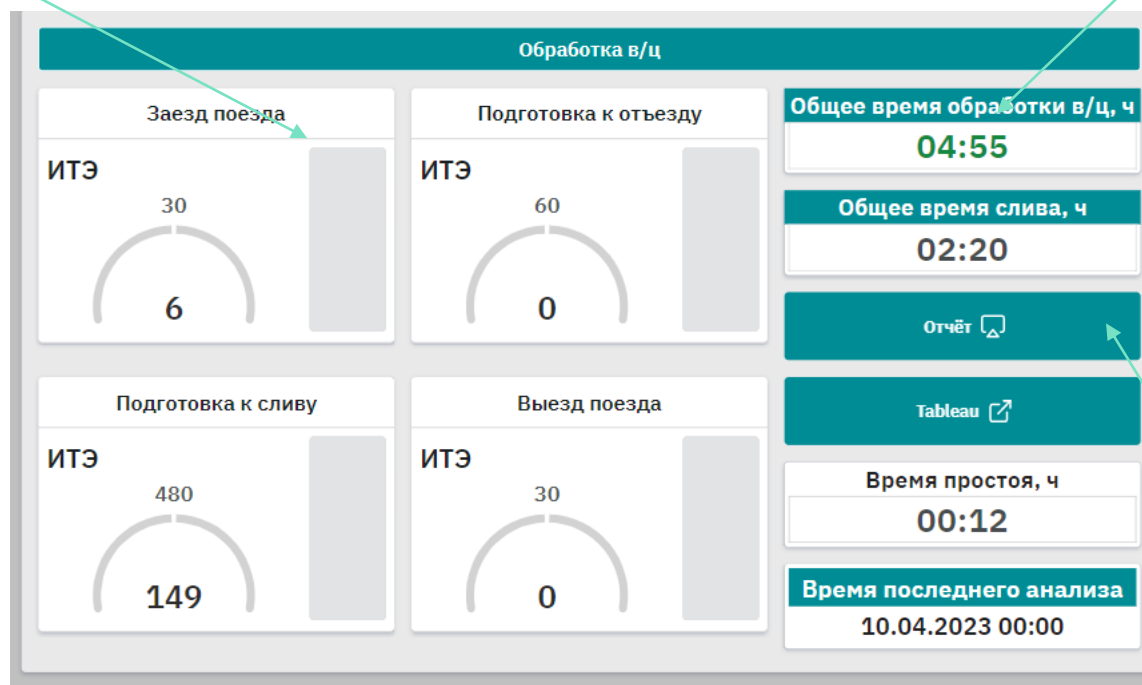 Обработка в/ц
Заезд поезда
ИТЭ
30
6
Подготовка к отъезду
ИТЭ
60
0
Общее время обработки в/ц, ч
04:55
Общее время слива, ч
02:20
Отчёт
Tableau
Подготовка к сливу
ИТЭ
480
149
Выезд поезда
ИТЭ
30
0
Время простоя, ч
00:12
Время последнего анализа
10.04.2023 00:00